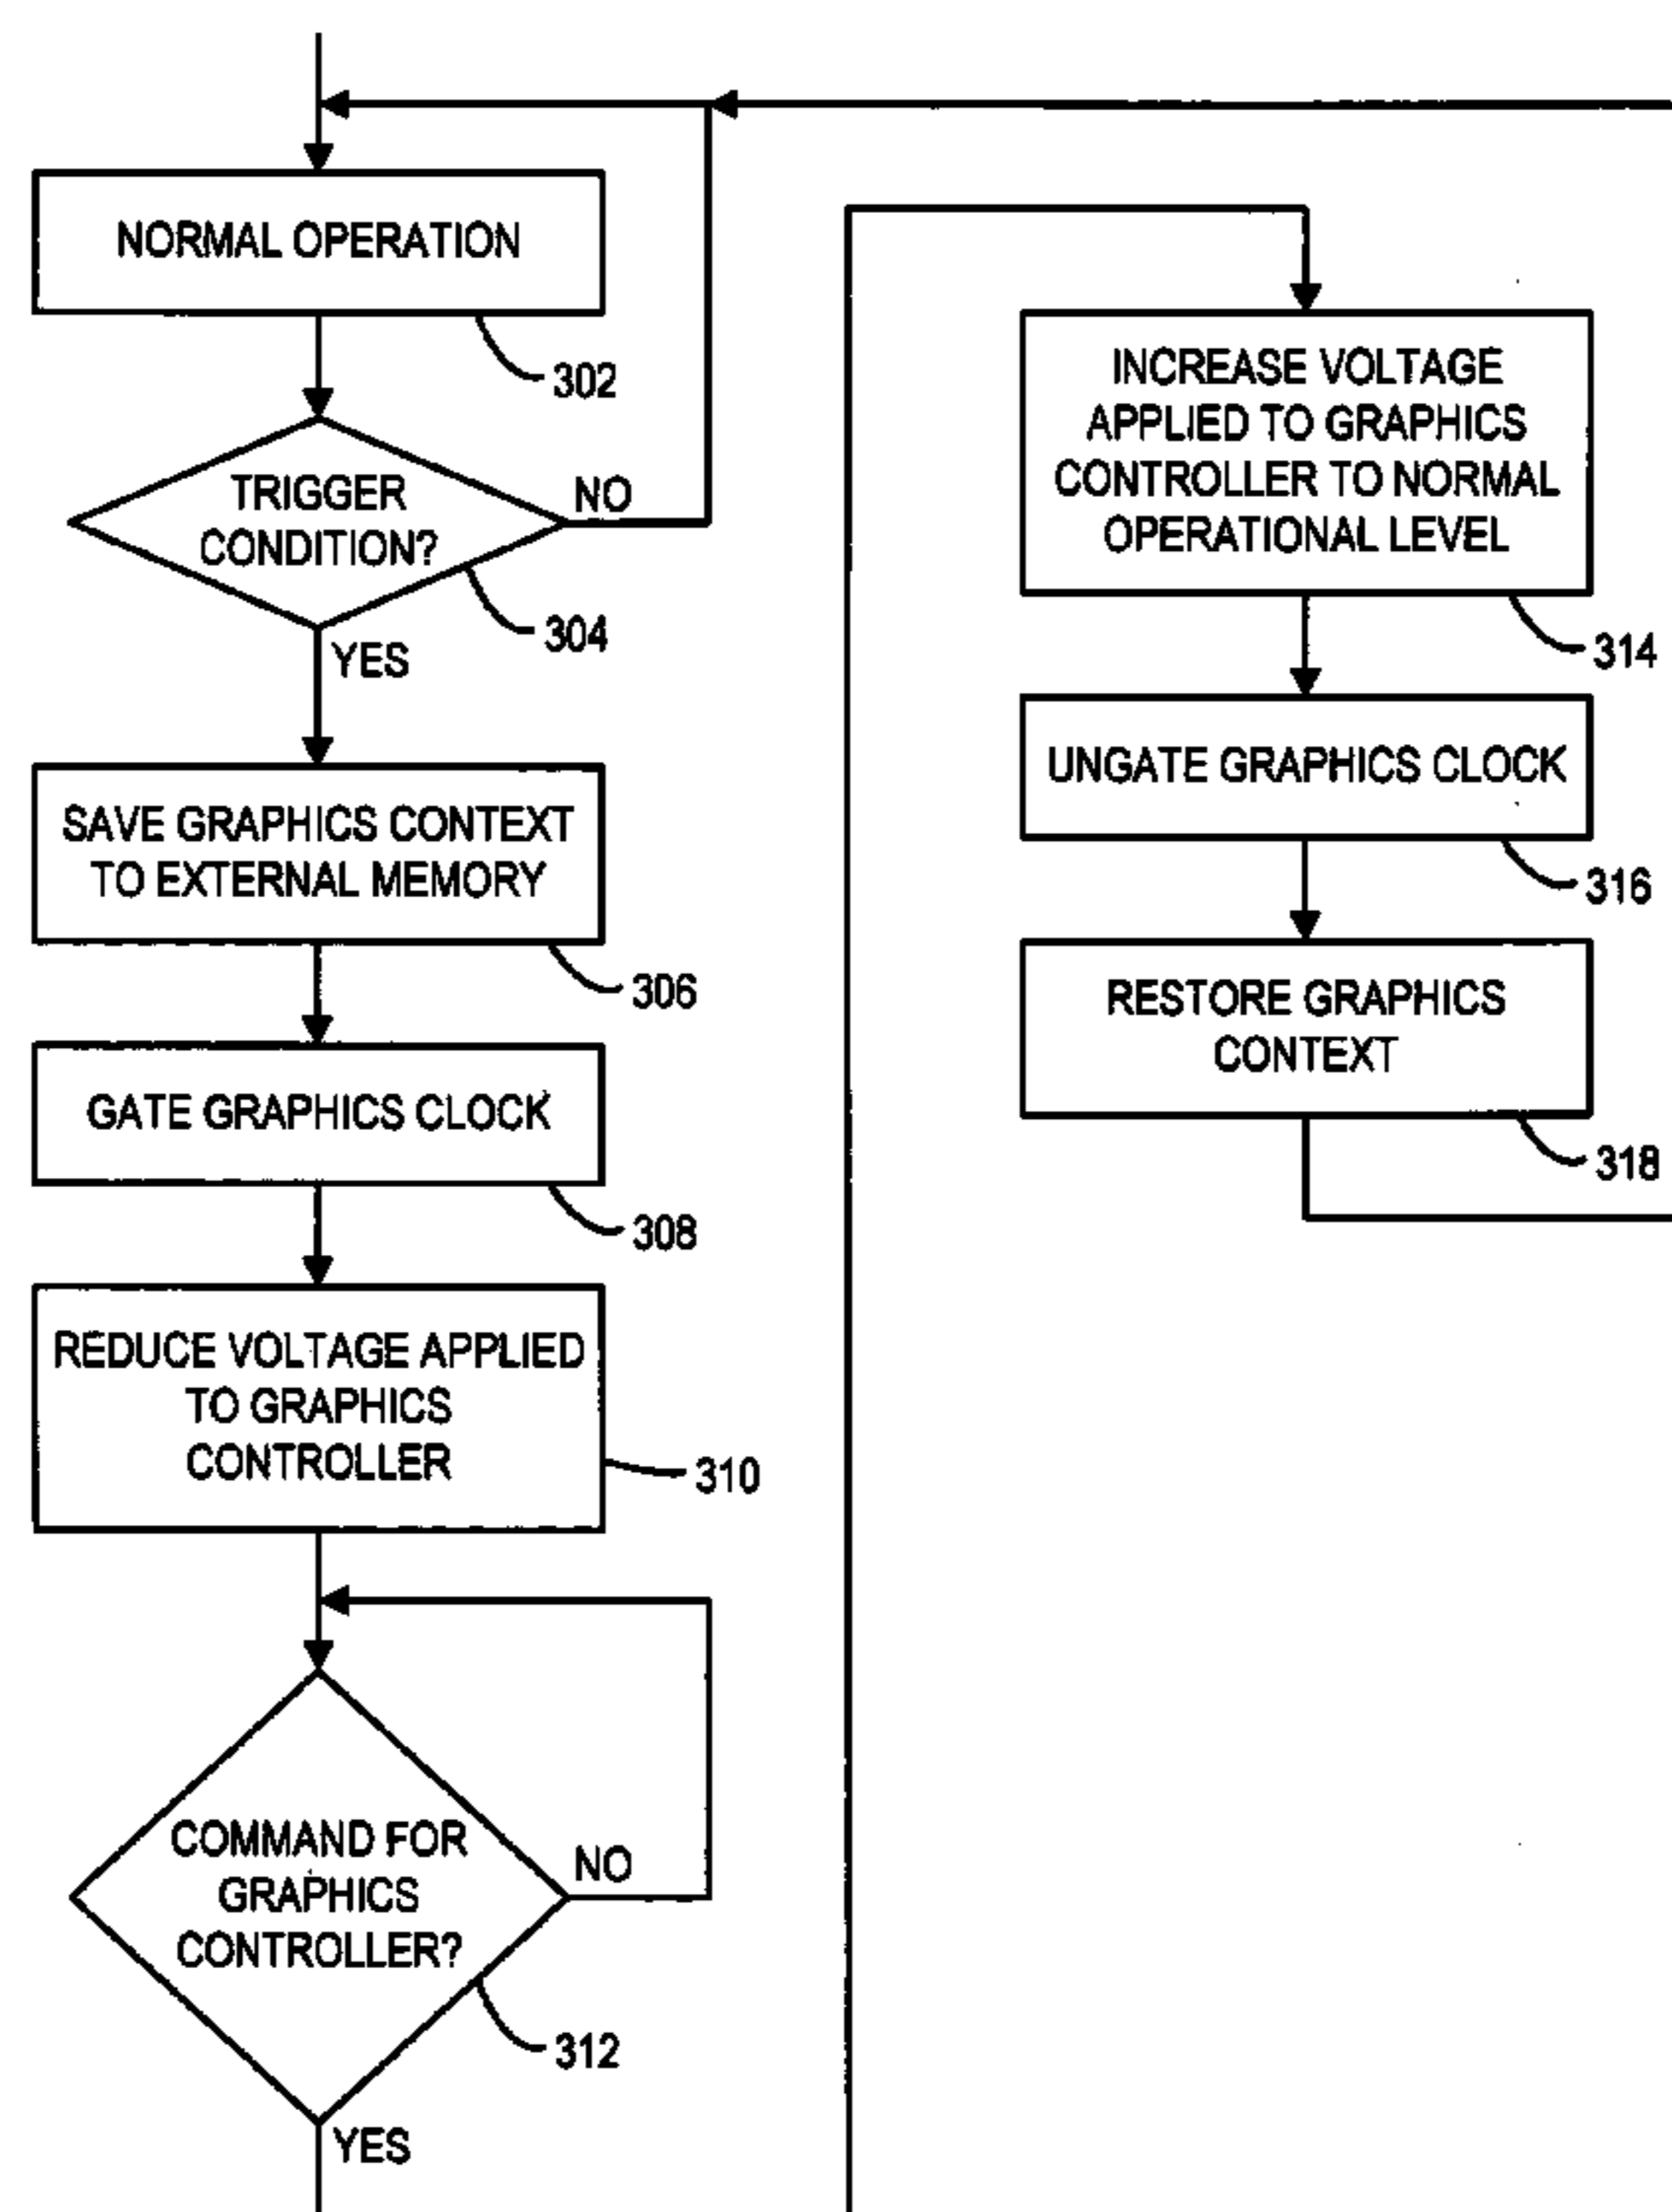 NORMAL OPERATION
302
TRIGGER
CONDITION?
NO
304
YES
SAVE GRAPHICS CONTEXT
TO EXTERNAL MEMORY
306
GATE GRAPHICS CLOCK
308
REDUCE VOLTAGE APPLIED
TO GRAPHICS
CONTROLLER
310
COMMAND FOR
GRAPHICS
CONTROLLER?
NO
312
YES
INCREASE VOLTAGE
APPLIED TO GRAPHICS
CONTROLLER TO NORMAL
OPERATIONAL LEVEL
314
UNGATE GRAPHICS CLOCK
316
RESTORE GRAPHICS
CONTEXT
318